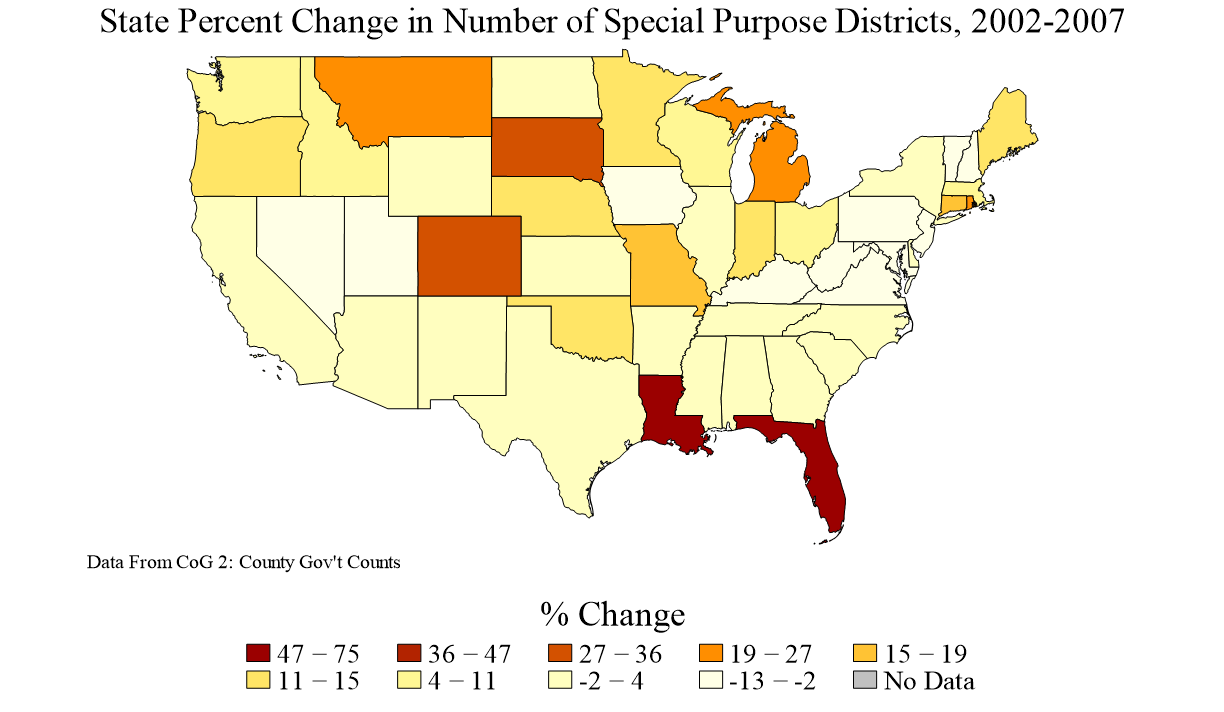 State Percent Change in Number of Special Purpose Districts, 2002-2007
Data From CoG 2: County Gov't Counts
% Change
47 − 75 36 − 47 27 − 36 19 − 27 15 − 19
11 − 15 4 − 11 -2 − 4 -13 − -2 No Data